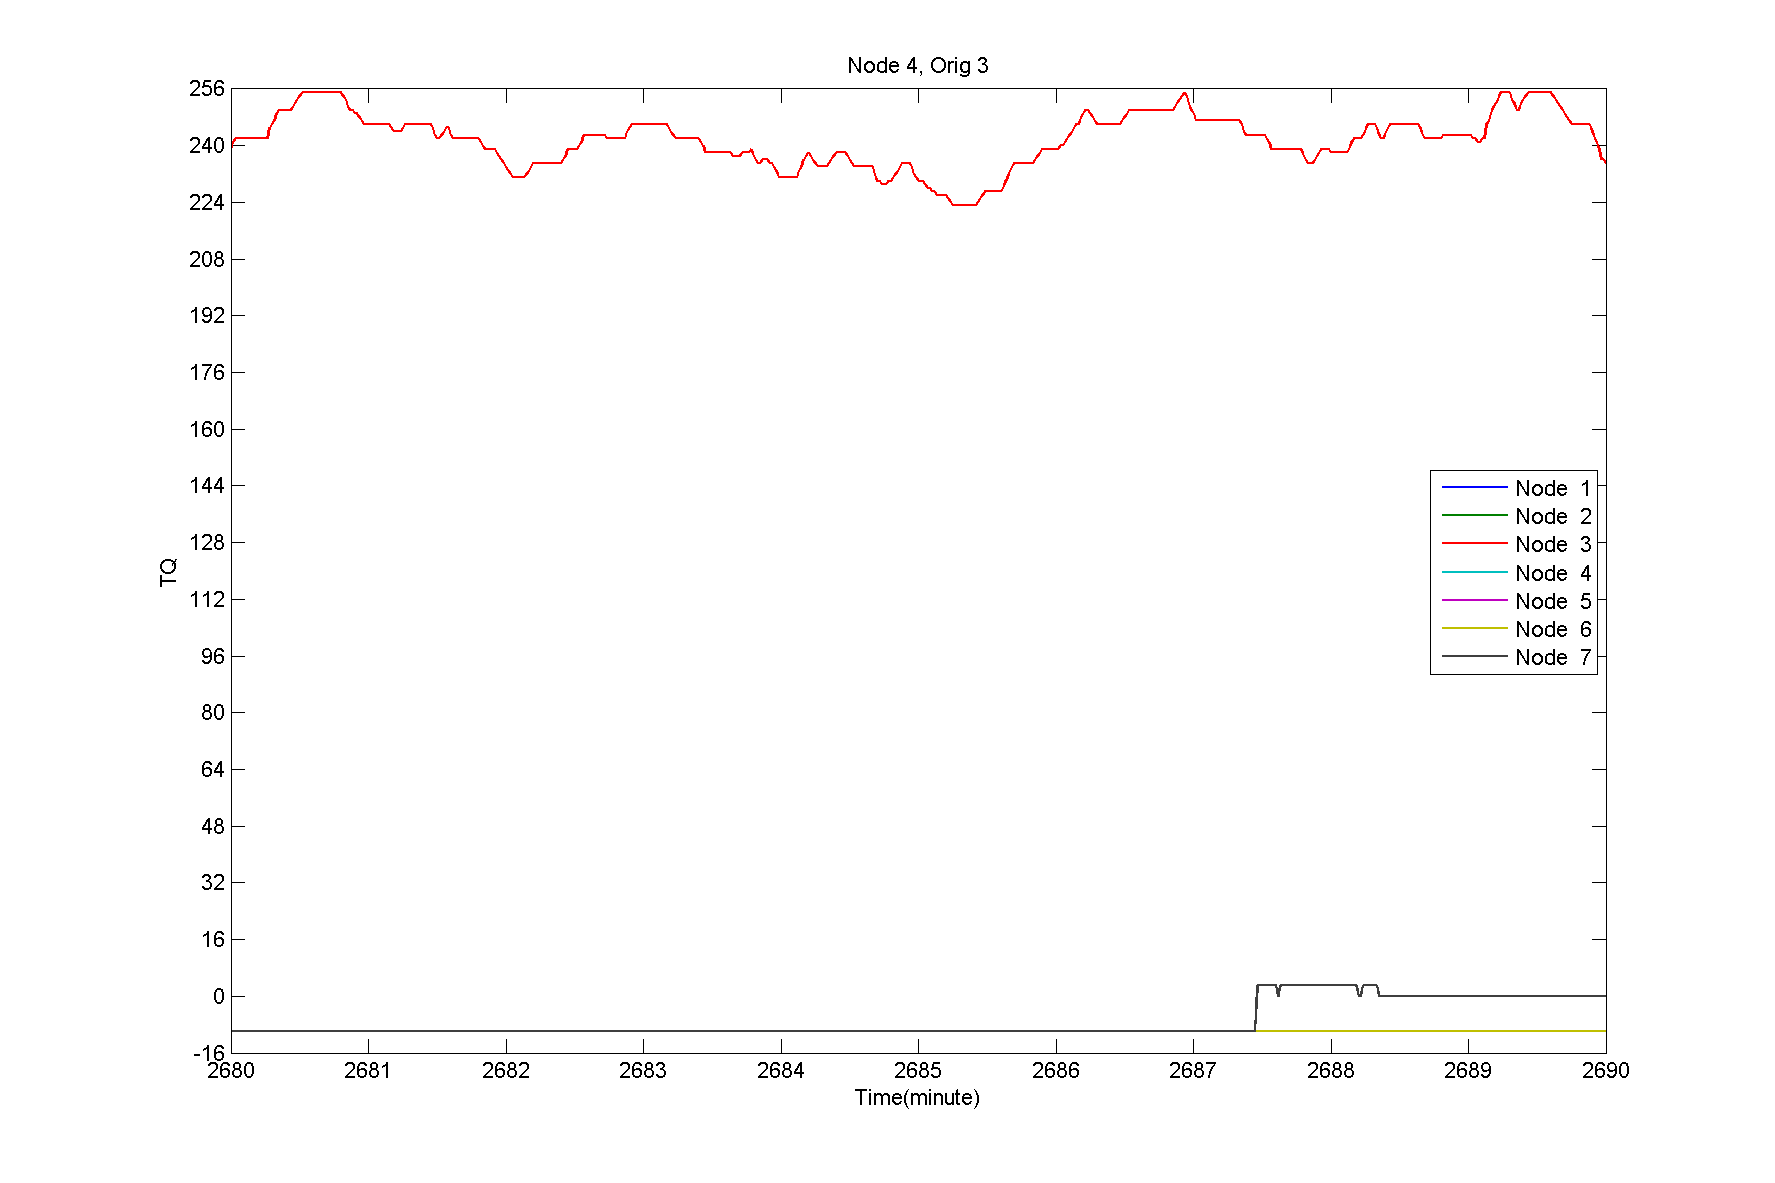 Node 4, Orig 3
256
240
224
208
192
176
160
144
128
112
96
80
64
48
32
16
0
-16
TQ
Node 1
Node 2
Node 3
Node 4
Node 5
Node 6
Node 7
2680 2681 2682 2683 2684 2685 2686 2687 2688 2689 2690
Time(minute)